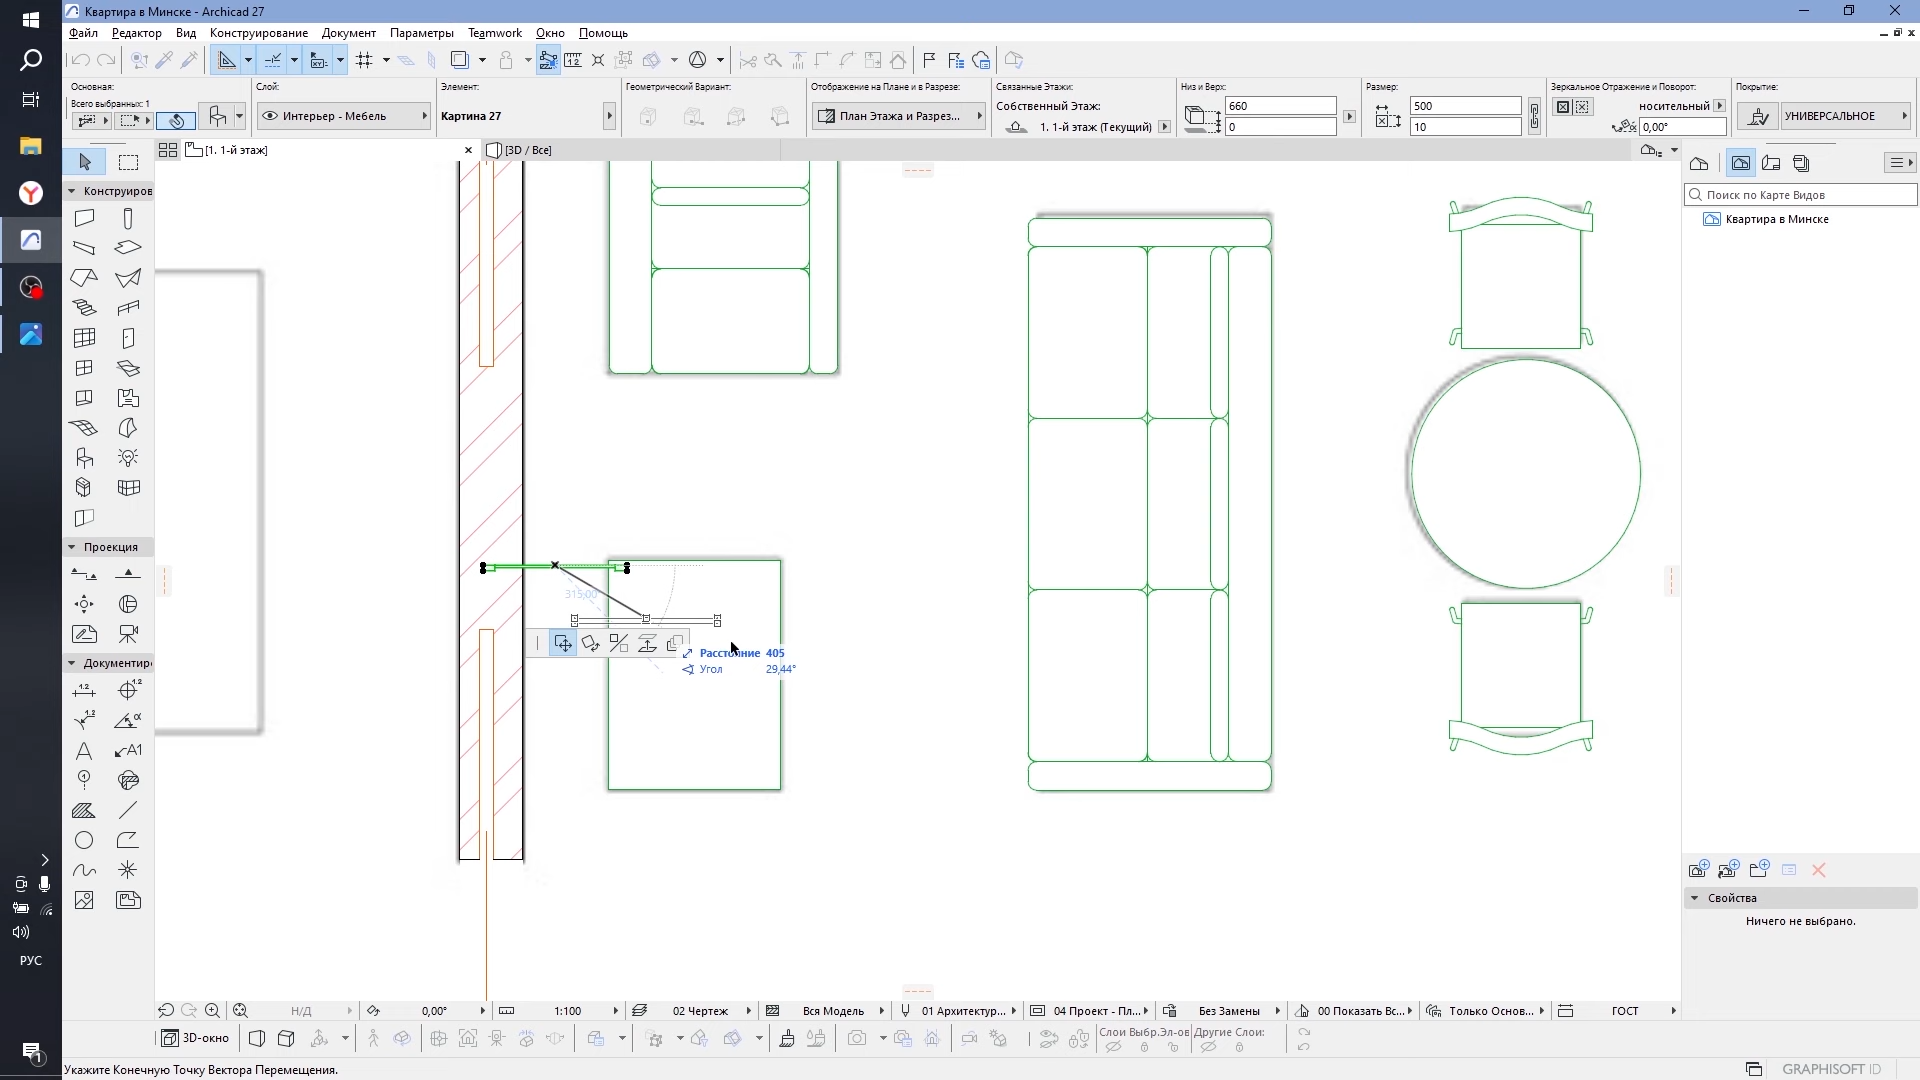 Квартира в Минске - Archicad 27
Файл Редактор Вид Конструирование Документ Параметры Teamwork Окно Помощь
Основная:
Всего выбранных: 1
Слой:
Интерьер - Мебель
Элемент:
Картина 27
Геометрический Вариант:
Отображение на Плане и в Разрезе:
План Этажа и Разрез...
Связанные Этажи:
Собственный Этаж:
1. 1-й этаж (Текущий)
Низ и Верх:
660
0
Размер:
500
10
Зеркальное Отражение и Поворот:
носительный
0,00°
Покрытие:
УНИВЕРСАЛЬНОЕ
[1. 1-й этаж]
[3D / Все]
Конструиров
Проекция
Документир
315,00
Расстояние 405
Угол 29,44°
Поиск по Карте Видов
Квартира в Минске
Свойства
Ничего не выбрано.
РУС
1
Н/Д
0,00°
1:100
02 Чертеж
Вся Модель
01 Архитектур...
04 Проект - Пл...
Без Замены
00 Показать Вс...
Только Основ...
ГОСТ
3D-окно
Слои Выбр.Эл-ов
Другие Слои:
Укажите Конечную Точку Вектора Перемещения.
GRAPHISOFT ID